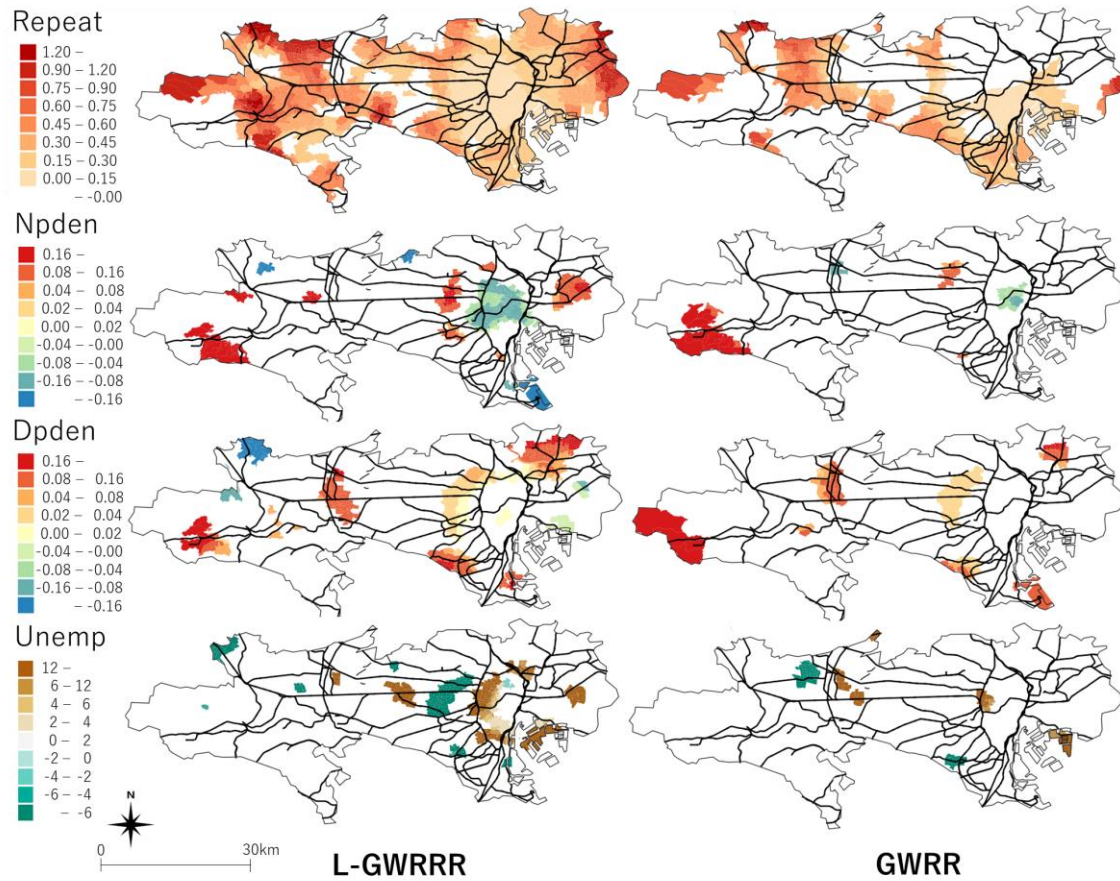 Repeat
1.20 –
0.90 – 1.20
0.75 – 0.90
0.60 – 0.75
0.45 – 0.60
0.30 – 0.45
0.15 – 0.30
0.00 – 0.15
– -0.00
Npden
0.16 –
0.08 – 0.16
0.04 – 0.08
0.02 – 0.04
0.00 – 0.02
-0.04 – -0.00
-0.08 – -0.04
-0.16 – -0.08
– -0.16
Dpden
0.16 –
0.08 – 0.16
0.04 – 0.08
0.02 – 0.04
0.00 – 0.02
-0.04 – -0.00
-0.08 – -0.04
-0.16 – -0.08
– -0.16
Unemp
12 –
6 – 12
4 – 6
2 – 4
0 – 2
-2 – 0
-4 – -2
-6 – -4
– -6
N
0 30km
L-GWRRR
GWRR